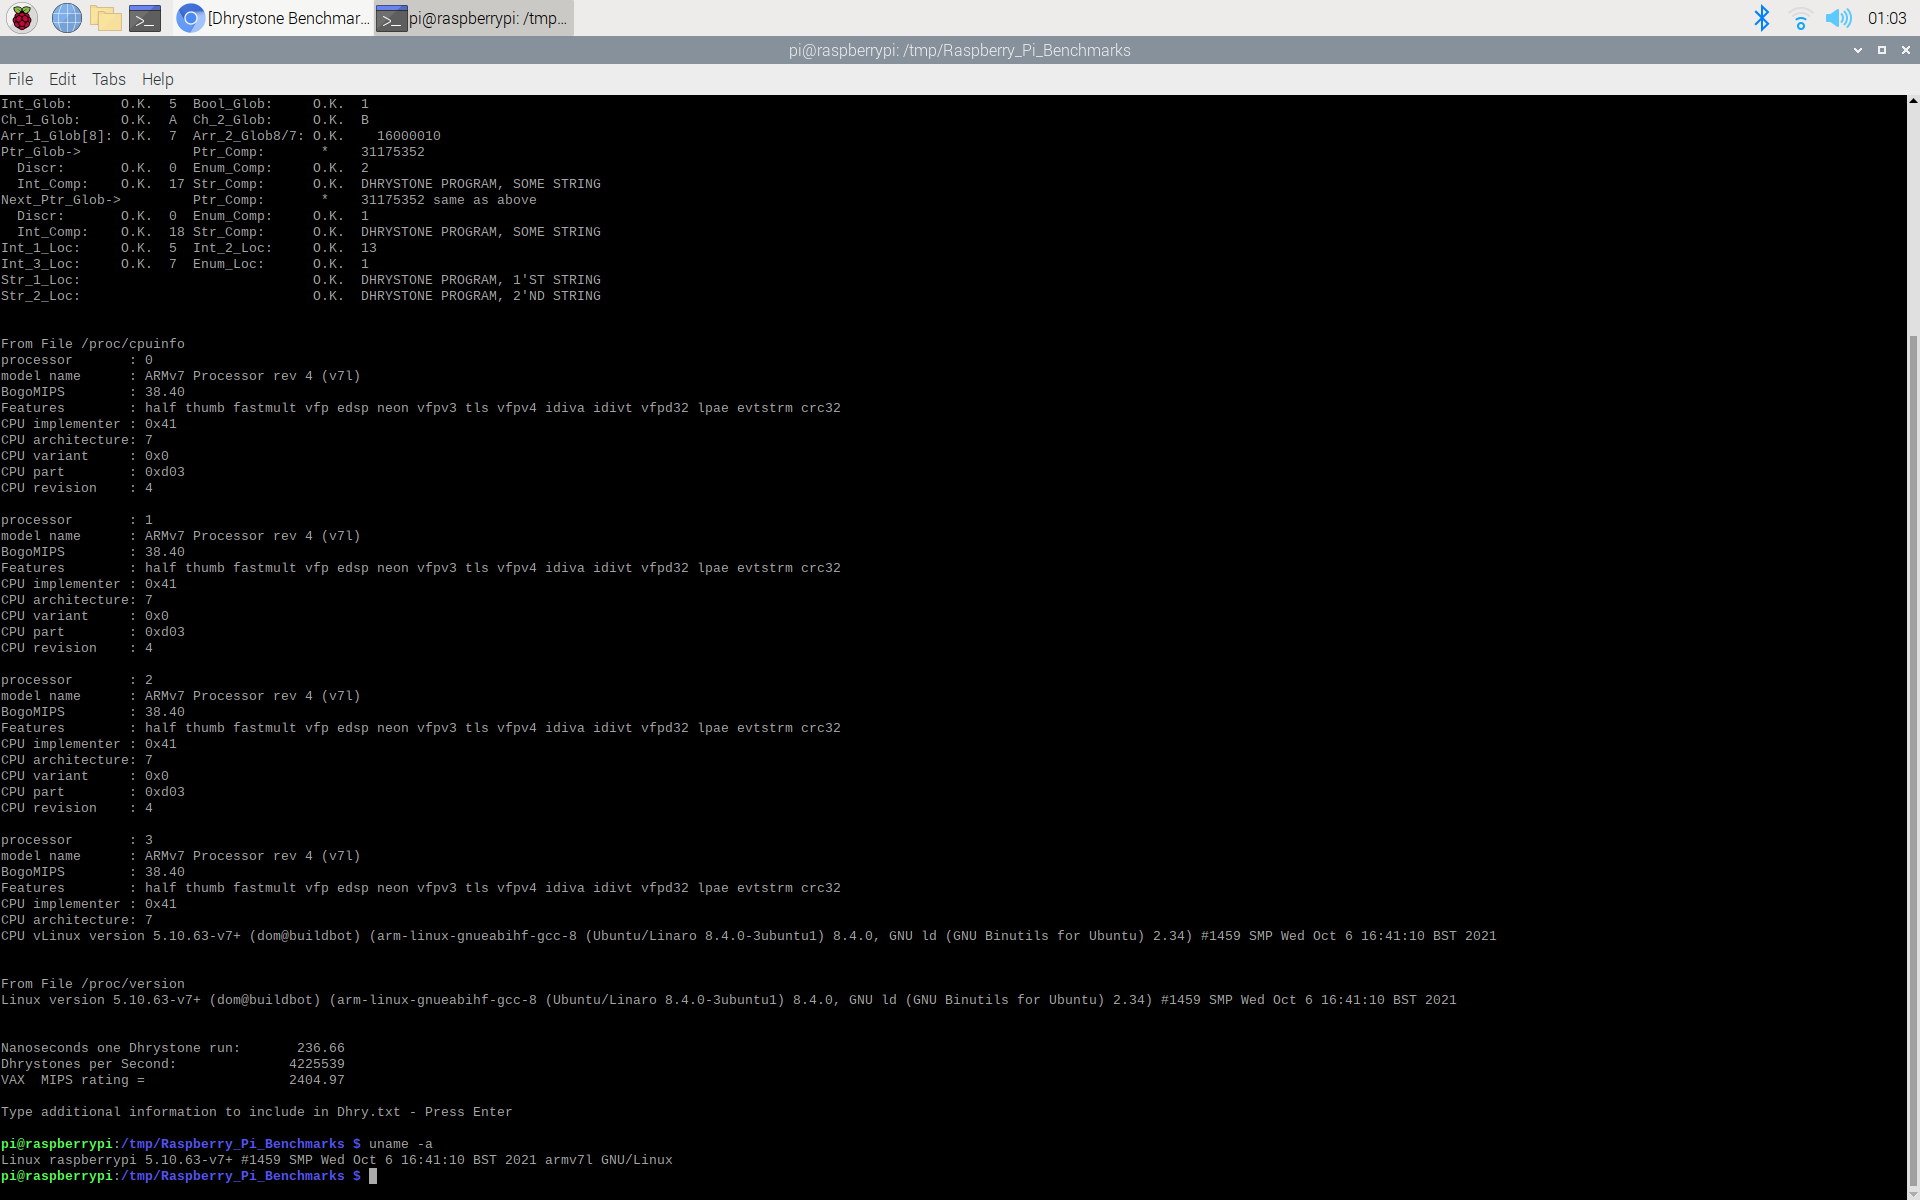 [Dhrystone Benchmar... pi@raspberrypi: /tmp... 01:03
pi@raspberrypi: /tmp/Raspberry_Pi_Benchmarks
File Edit Tabs Help
Int_Glob:      O.K.  5  Bool_Glob:     O.K.  1
Ch_1_Glob:     O.K.  A  Ch_2_Glob:     O.K.  B
Arr_1_Glob[8]: O.K.  7  Arr_2_Glob8/7: O.K.    16000010
Ptr_Glob->              Ptr_Comp:       *    31175352
  Discr:       O.K.  0  Enum_Comp:     O.K.  2
  Int_Comp:    O.K.  17 Str_Comp:      O.K.  DHRYSTONE PROGRAM, SOME STRING
Next_Ptr_Glob->         Ptr_Comp:       *    31175352 same as above
  Discr:       O.K.  0  Enum_Comp:     O.K.  1
  Int_Comp:    O.K.  18 Str_Comp:      O.K.  DHRYSTONE PROGRAM, SOME STRING
Int_1_Loc:     O.K.  5  Int_2_Loc:     O.K.  13
Int_3_Loc:     O.K.  7  Enum_Loc:      O.K.  1
Str_1_Loc:                             O.K.  DHRYSTONE PROGRAM, 1'ST STRING
Str_2_Loc:                             O.K.  DHRYSTONE PROGRAM, 2'ND STRING
From File /proc/cpuinfo
processor       : 0
model name      : ARMv7 Processor rev 4 (v7l)
BogoMIPS        : 38.40
Features        : half thumb fastmult vfp edsp neon vfpv3 tls vfpv4 idiva idivt vfpd32 lpae evtstrm crc32
CPU implementer : 0x41
CPU architecture: 7
CPU variant     : 0x0
CPU part        : 0xd03
CPU revision    : 4
processor       : 1
model name      : ARMv7 Processor rev 4 (v7l)
BogoMIPS        : 38.40
Features        : half thumb fastmult vfp edsp neon vfpv3 tls vfpv4 idiva idivt vfpd32 lpae evtstrm crc32
CPU implementer : 0x41
CPU architecture: 7
CPU variant     : 0x0
CPU part        : 0xd03
CPU revision    : 4
processor       : 2
model name      : ARMv7 Processor rev 4 (v7l)
BogoMIPS        : 38.40
Features        : half thumb fastmult vfp edsp neon vfpv3 tls vfpv4 idiva idivt vfpd32 lpae evtstrm crc32
CPU implementer : 0x41
CPU architecture: 7
CPU variant     : 0x0
CPU part        : 0xd03
CPU revision    : 4
processor       : 3
model name      : ARMv7 Processor rev 4 (v7l)
BogoMIPS        : 38.40
Features        : half thumb fastmult vfp edsp neon vfpv3 tls vfpv4 idiva idivt vfpd32 lpae evtstrm crc32
CPU implementer : 0x41
CPU architecture: 7
CPU vLinux version 5.10.63-v7+ (dom@buildbot) (arm-linux-gnueabihf-gcc-8 (Ubuntu/Linaro 8.4.0-3ubuntu1) 8.4.0, GNU ld (GNU Binutils for Ubuntu) 2.34) #1459 SMP Wed Oct 6 16:41:10 BST 2021
From File /proc/version
Linux version 5.10.63-v7+ (dom@buildbot) (arm-linux-gnueabihf-gcc-8 (Ubuntu/Linaro 8.4.0-3ubuntu1) 8.4.0, GNU ld (GNU Binutils for Ubuntu) 2.34) #1459 SMP Wed Oct 6 16:41:10 BST 2021
Nanoseconds one Dhrystone run:       236.66
Dhrystones per Second:              4225539
VAX  MIPS rating =                  2404.97
Type additional information to include in Dhry.txt - Press Enter
pi@raspberrypi:/tmp/Raspberry_Pi_Benchmarks $ uname -a
Linux raspberrypi 5.10.63-v7+ #1459 SMP Wed Oct 6 16:41:10 BST 2021 armv7l GNU/Linux
pi@raspberrypi:/tmp/Raspberry_Pi_Benchmarks $